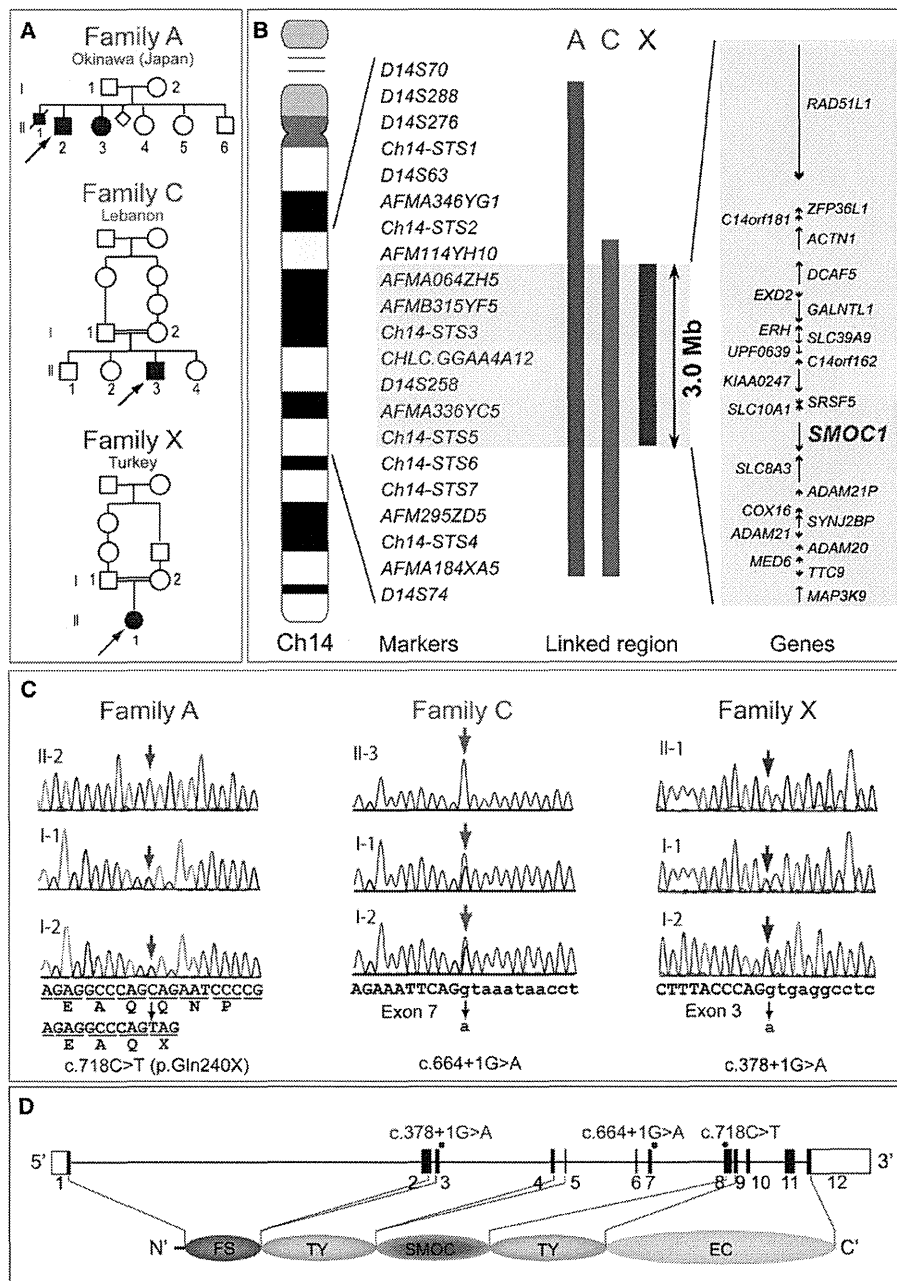 A
Family A
Okinawa (Japan)
I
1
2
II
1
2
3
4
5
6
Family C
Lebanon
I
1
2
II
1
2
3
4
Family X
Turkey
I
1
2
II
1
B
A C X
D14S70
D14S288
D14S276
Ch14-STS1
D14S63
AFMA346YG1
Ch14-STS2
AFM114YH10
AFMA064ZH5
AFMB315YF5
Ch14-STS3
CHLC.GGAA4A12
D14S258
AFMA336YC5
Ch14-STS5
Ch14-STS6
Ch14-STS7
AFM295ZD5
Ch14-STS4
AFMA184XA5
D14S74
3.0 Mb
RAD51L1
ZFP36L1
C14orf181
ACTN1
DCAF5
EXD2
GALNTL1
ERH
SLC39A9
UPF0639
C14orf162
KIAA0247
SRSF5
SLC10A1
SMOC1
SLC8A3
ADAM21P
COX16
SYNJ2BP
ADAM21
ADAM20
MED6
TTC9
MAP3K9
Ch14 Markers Linked region Genes
C
Family A
II-2
I-1
I-2
AGAGGCCCAGCAGAATCCCCG
E A Q Q N P
AGAGGCCCAGTAG
E A Q X
c.718C>T (p.Gln240X)
Family C
II-3
I-1
I-2
AGAAATTCAGgtaaataacct
Exon 7
a
c.664+1G>A
Family X
II-1
I-1
I-2
CTTTACCCAGgtgaggcctc
Exon 3
a
c.378+1G>A
D
c.378+1G>A c.664+1G>A c.718C>T
5' 3'
1 2 3 4 5 6 7 8 9 10 11 12
N' FS TY SMOC TY EC C'